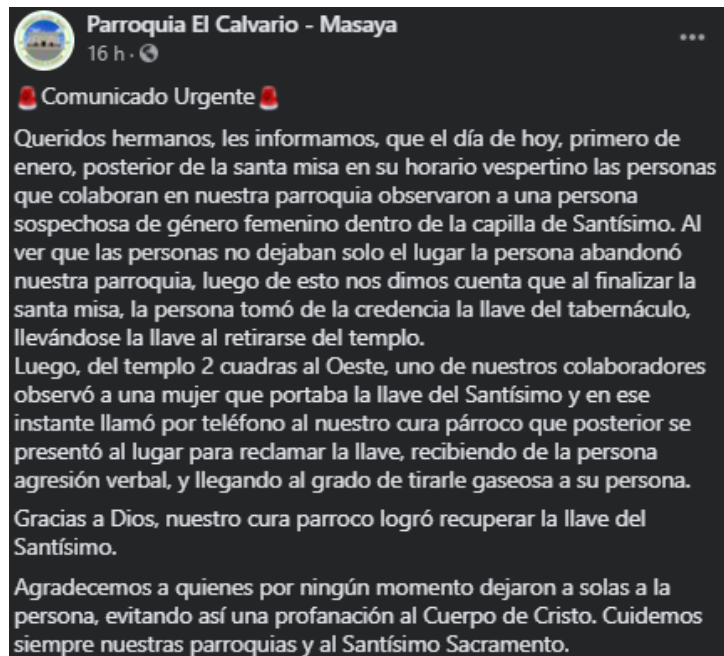 Parroquia El Calvario - Masaya
16 h ·
Comunicado Urgente
Queridos hermanos, les informamos, que el día de hoy, primero de
enero, posterior de la santa misa en su horario vespertino las personas
que colaboran en nuestra parroquia observaron a una persona
sospechosa de género femenino dentro de la capilla de Santísimo. Al
ver que las personas no dejaban solo el lugar la persona abandonó
nuestra parroquia, luego de esto nos dimos cuenta que al finalizar la
santa misa, la persona tomó de la credencia la llave del tabernáculo,
llevándose la llave al retirarse del templo.
Luego, del templo 2 cuadras al Oeste, uno de nuestros colaboradores
observó a una mujer que portaba la llave del Santísimo y en ese
instante llamó por teléfono al nuestro cura párroco que posterior se
presentó al lugar para reclamar la llave, recibiendo de la persona
agresión verbal, y llegando al grado de tirarle gaseosa a su persona.
Gracias a Dios, nuestro cura parroco logró recuperar la llave del
Santísimo.
Agradecemos a quienes por ningún momento dejaron a solas a la
persona, evitando así una profanación al Cuerpo de Cristo. Cuidemos
siempre nuestras parroquias y al Santísimo Sacramento.